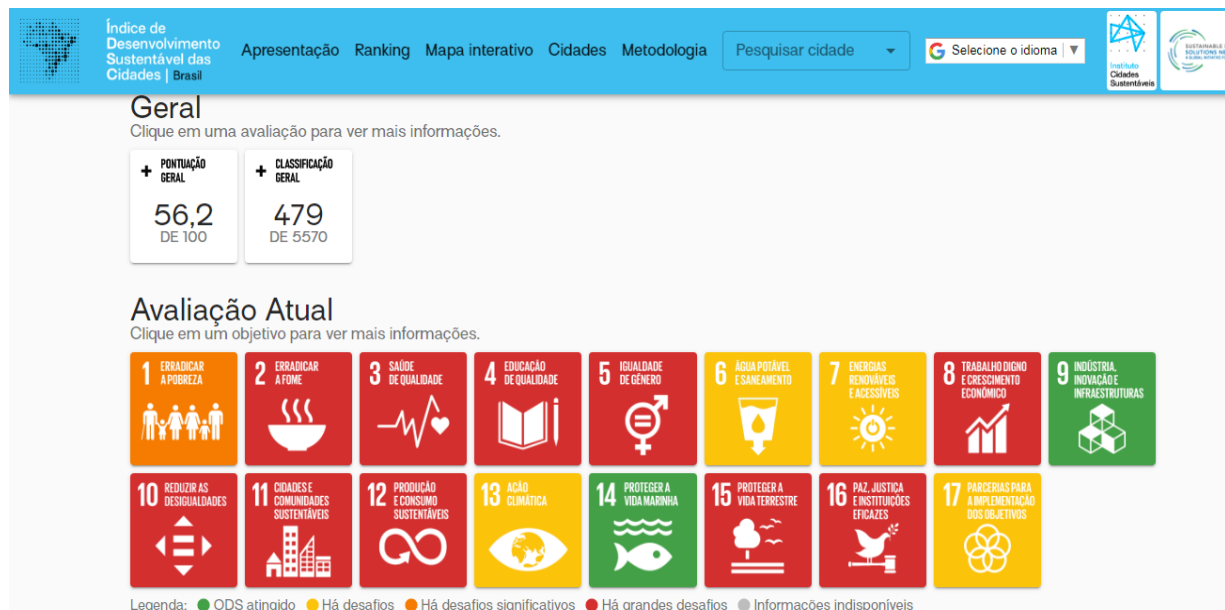 Índice de
Desenvolvimento
Sustentável das
Cidades | Brasil
Apresentação Ranking Mapa interativo Cidades Metodologia
Pesquisar cidade
G Selecione o idioma | ▼
Instituto
Cidades
Sustentáveis
SUSTAINABLE
SOLUTIONS
Geral
Clique em uma avaliação para ver mais informações.
+ PONTUAÇÃO
GERAL
56,2
DE 100
+ CLASSIFICAÇÃO
GERAL
479
DE 5570
Avaliação Atual
Clique em um objetivo para ver mais informações.
1 ERRADICAR
A POBREZA
2 ERRADICAR
A FOME
3 SAÚDE
DE QUALIDADE
4 EDUCAÇÃO
DE QUALIDADE
5 IGUALDADE
DE GÉNERO
6 ÁGUA POTÁVEL
E SANEAMENTO
7 ENERGIAS
RENOVÁVEIS
E ACESSÍVEIS
8 TRABALHO DIGNO
E CRESCIMENTO
ECONÓMICO
9 INDÚSTRIA,
INOVAÇÃO E
INFRAESTRUTURAS
10 REDUZIR AS
DESIGUALDADES
11 CIDADES E
COMUNIDADES
SUSTENTÁVEIS
12 PRODUÇÃO
E CONSUMO
SUSTENTÁVEIS
13 AÇÃO
CLIMÁTICA
14 PROTEGER A
VIDA MARINHA
15 PROTEGER A
VIDA TERRESTRE
16 PAZ, JUSTIÇA
E INSTITUIÇÕES
EFICAZES
17 PARCERIAS PARA
A IMPLEMENTAÇÃO
DOS OBJETIVOS
Legenda: ODS atingido Há desafios Há desafios significativos Há grandes desafios Informações indisponíveis